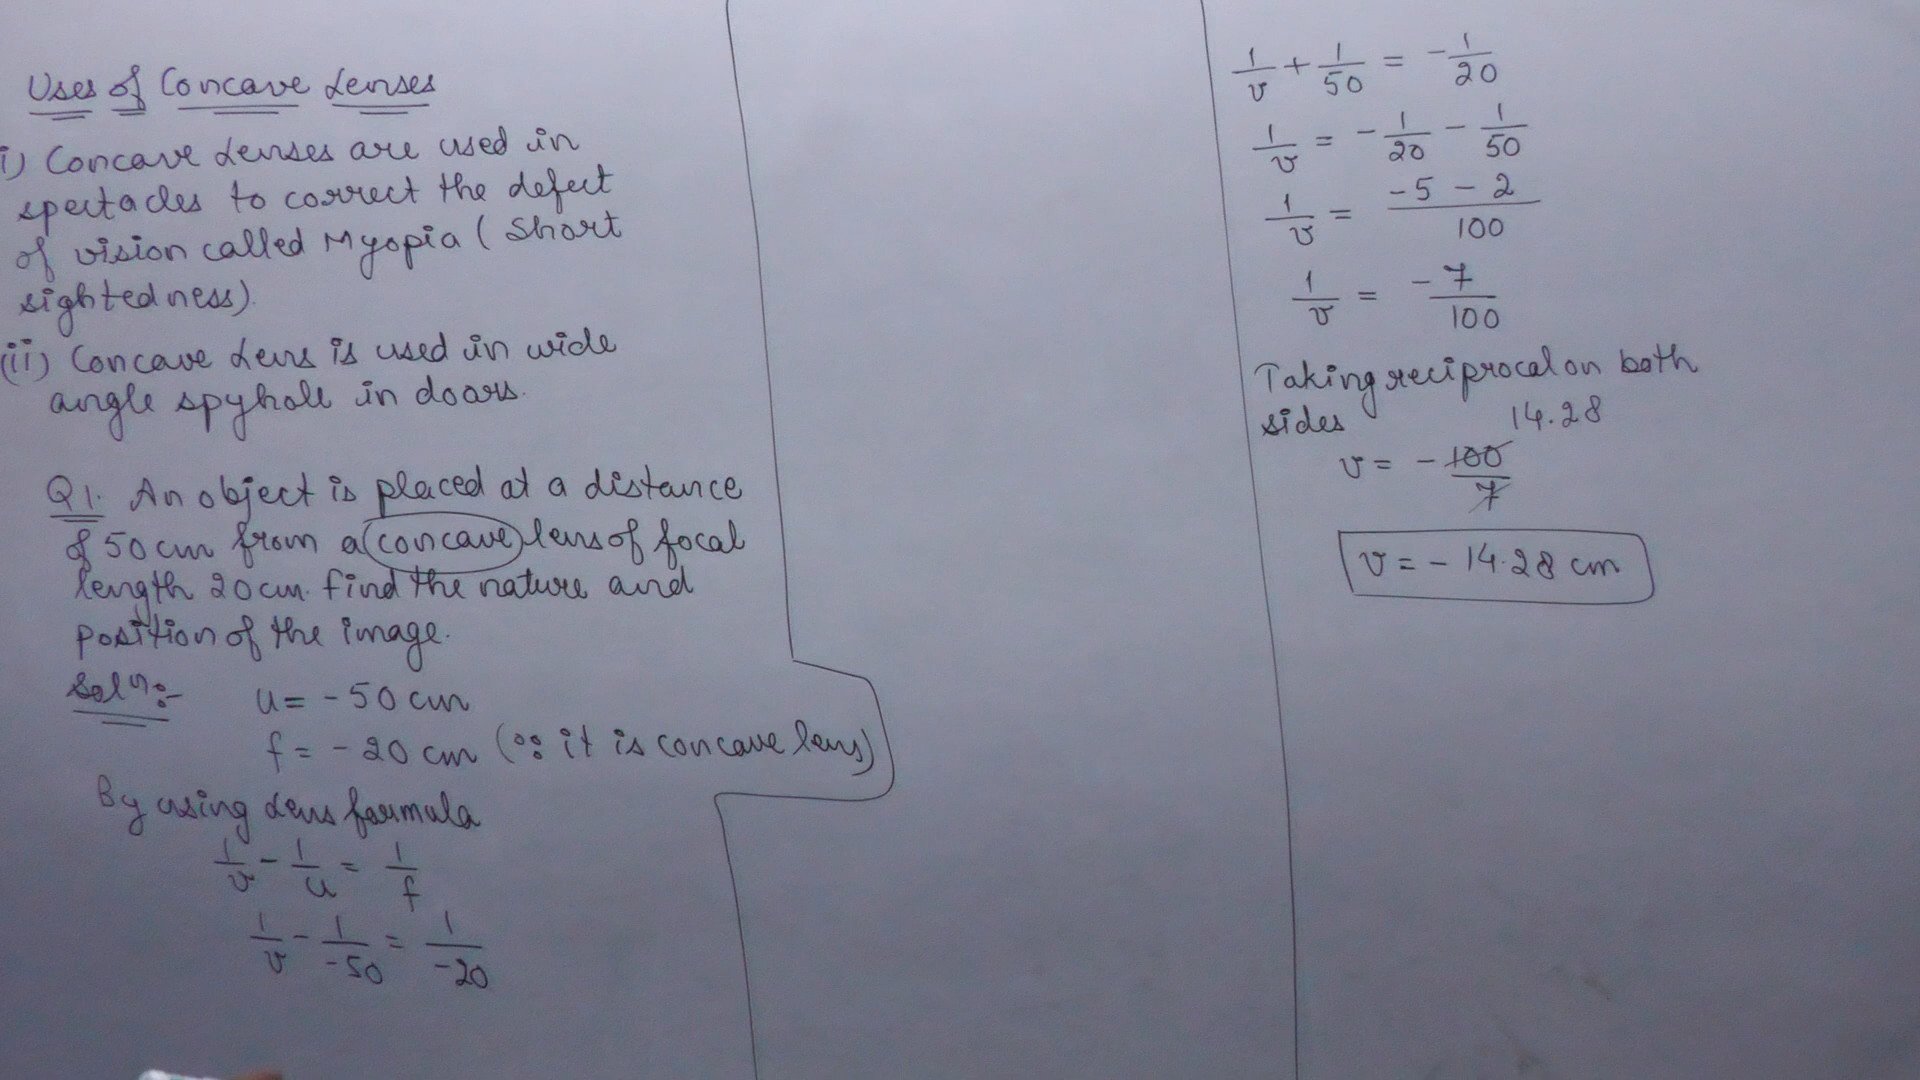 Uses of Concave Lenses
i) Concave Lenses are used in
spectacles to correct the defect
of vision called Myopia (Short
sightedness).
(ii) Concave Lens is used in wide
angle spyhole in doors.
Q1. An object is placed at a distance
of 50 cm from a concave lens of focal
length 20 cm. find the nature and
position of the image.
Solⁿ:-
u = - 50 cm
f = - 20 cm (∵ it is concave lens)
By using Lens formula
1/v - 1/u = 1/f
1/v - 1/-50 = 1/-20
1/v + 1/50 = - 1/20
1/v = - 1/20 - 1/50
1/v = -5 - 2/100
1/v = - 7/100
Taking reciprocal on both
sides
14.28
v = - 100/7
v = - 14.28 cm